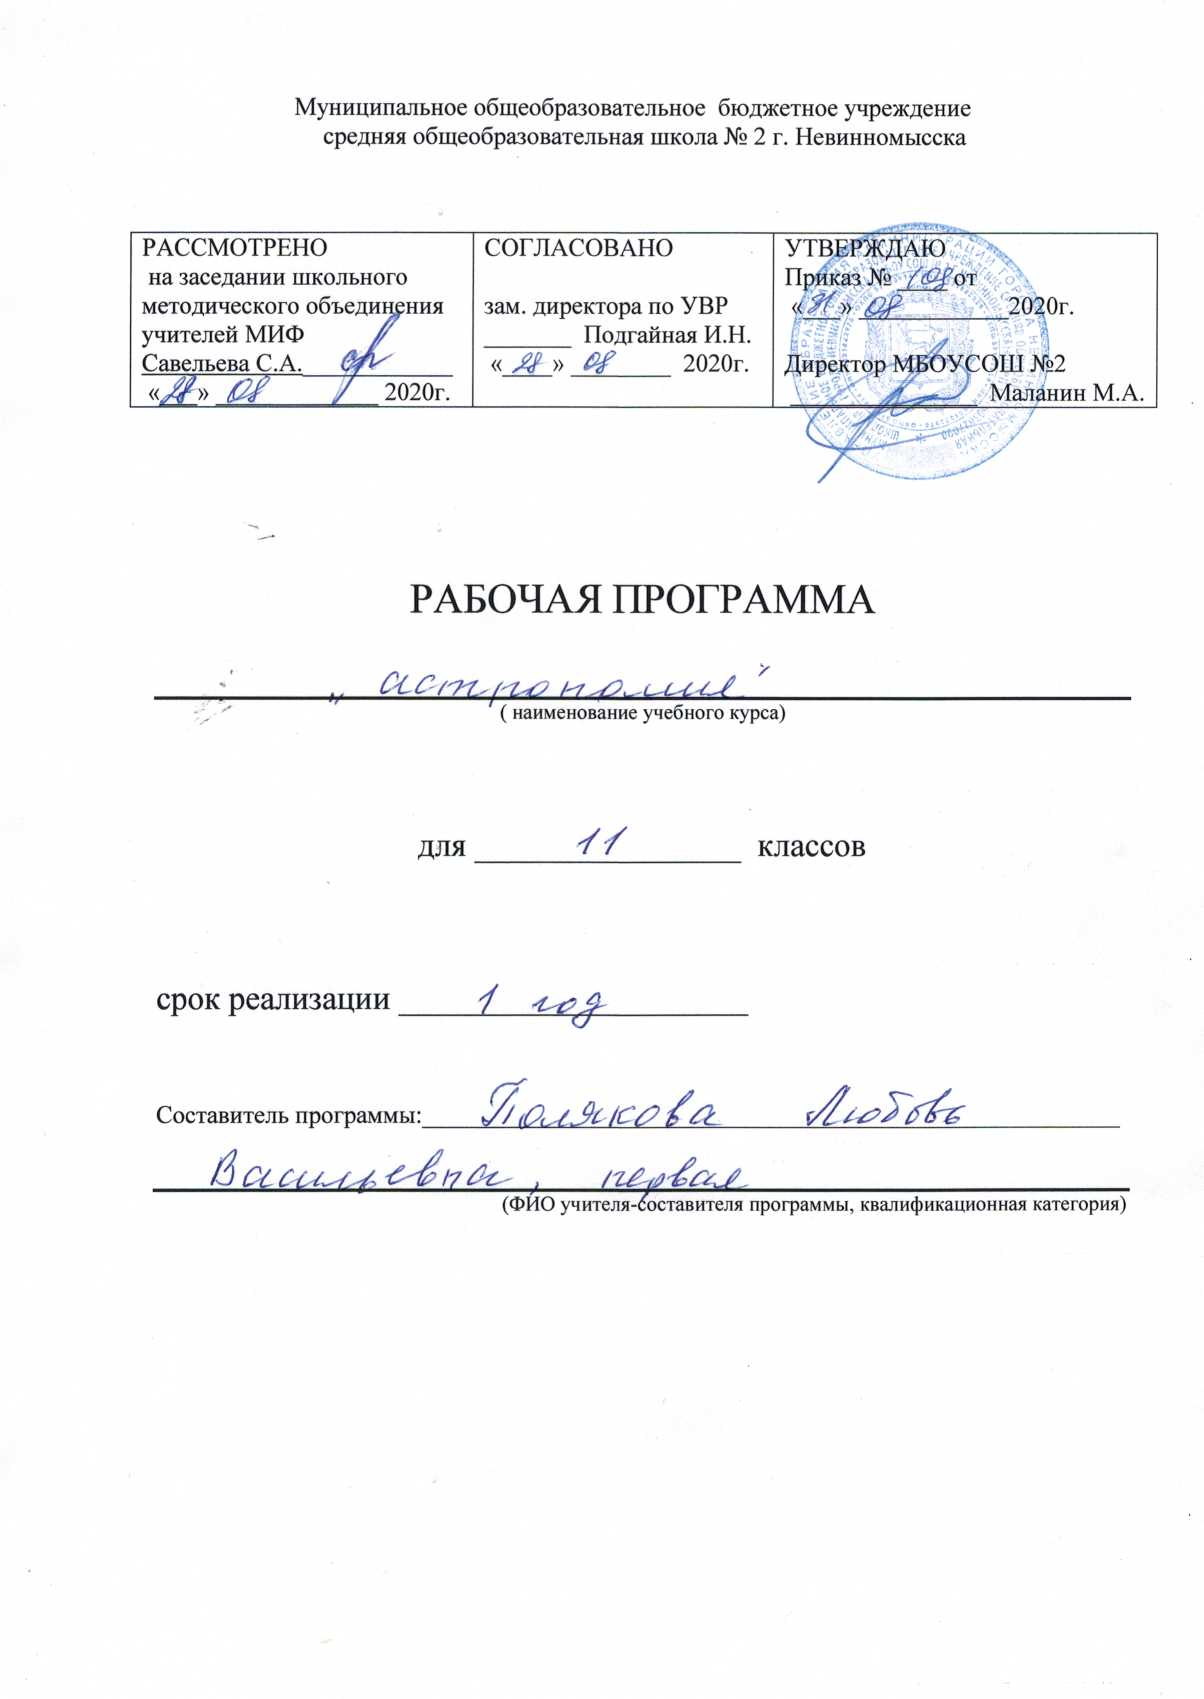 Муниципальное общеобразовательное бюджетное учреждение
средняя общеобразовательная школа № 2 г. Невинномысска
РАССМОТРЕНО
на заседании школьного
методического объединения
учителей МИФ
Савельева С.А.____________
«28» 08 2020г.
СОГЛАСОВАНО
зам. директора по УВР
_______ Подгайная И.Н.
«28» 08 2020г.
УТВЕРЖДАЮ
Приказ № 108 от
«31» 08 2020г.
Директор МБОУСОШ №2
Маланин М.А.
РАБОЧАЯ ПРОГРАММА
„ астрономия"
( наименование учебного курса)
для 11 классов
срок реализации 1 год
Составитель программы: Полякова Любовь
Васильевна, первая
(ФИО учителя-составителя программы, квалификационная категория)